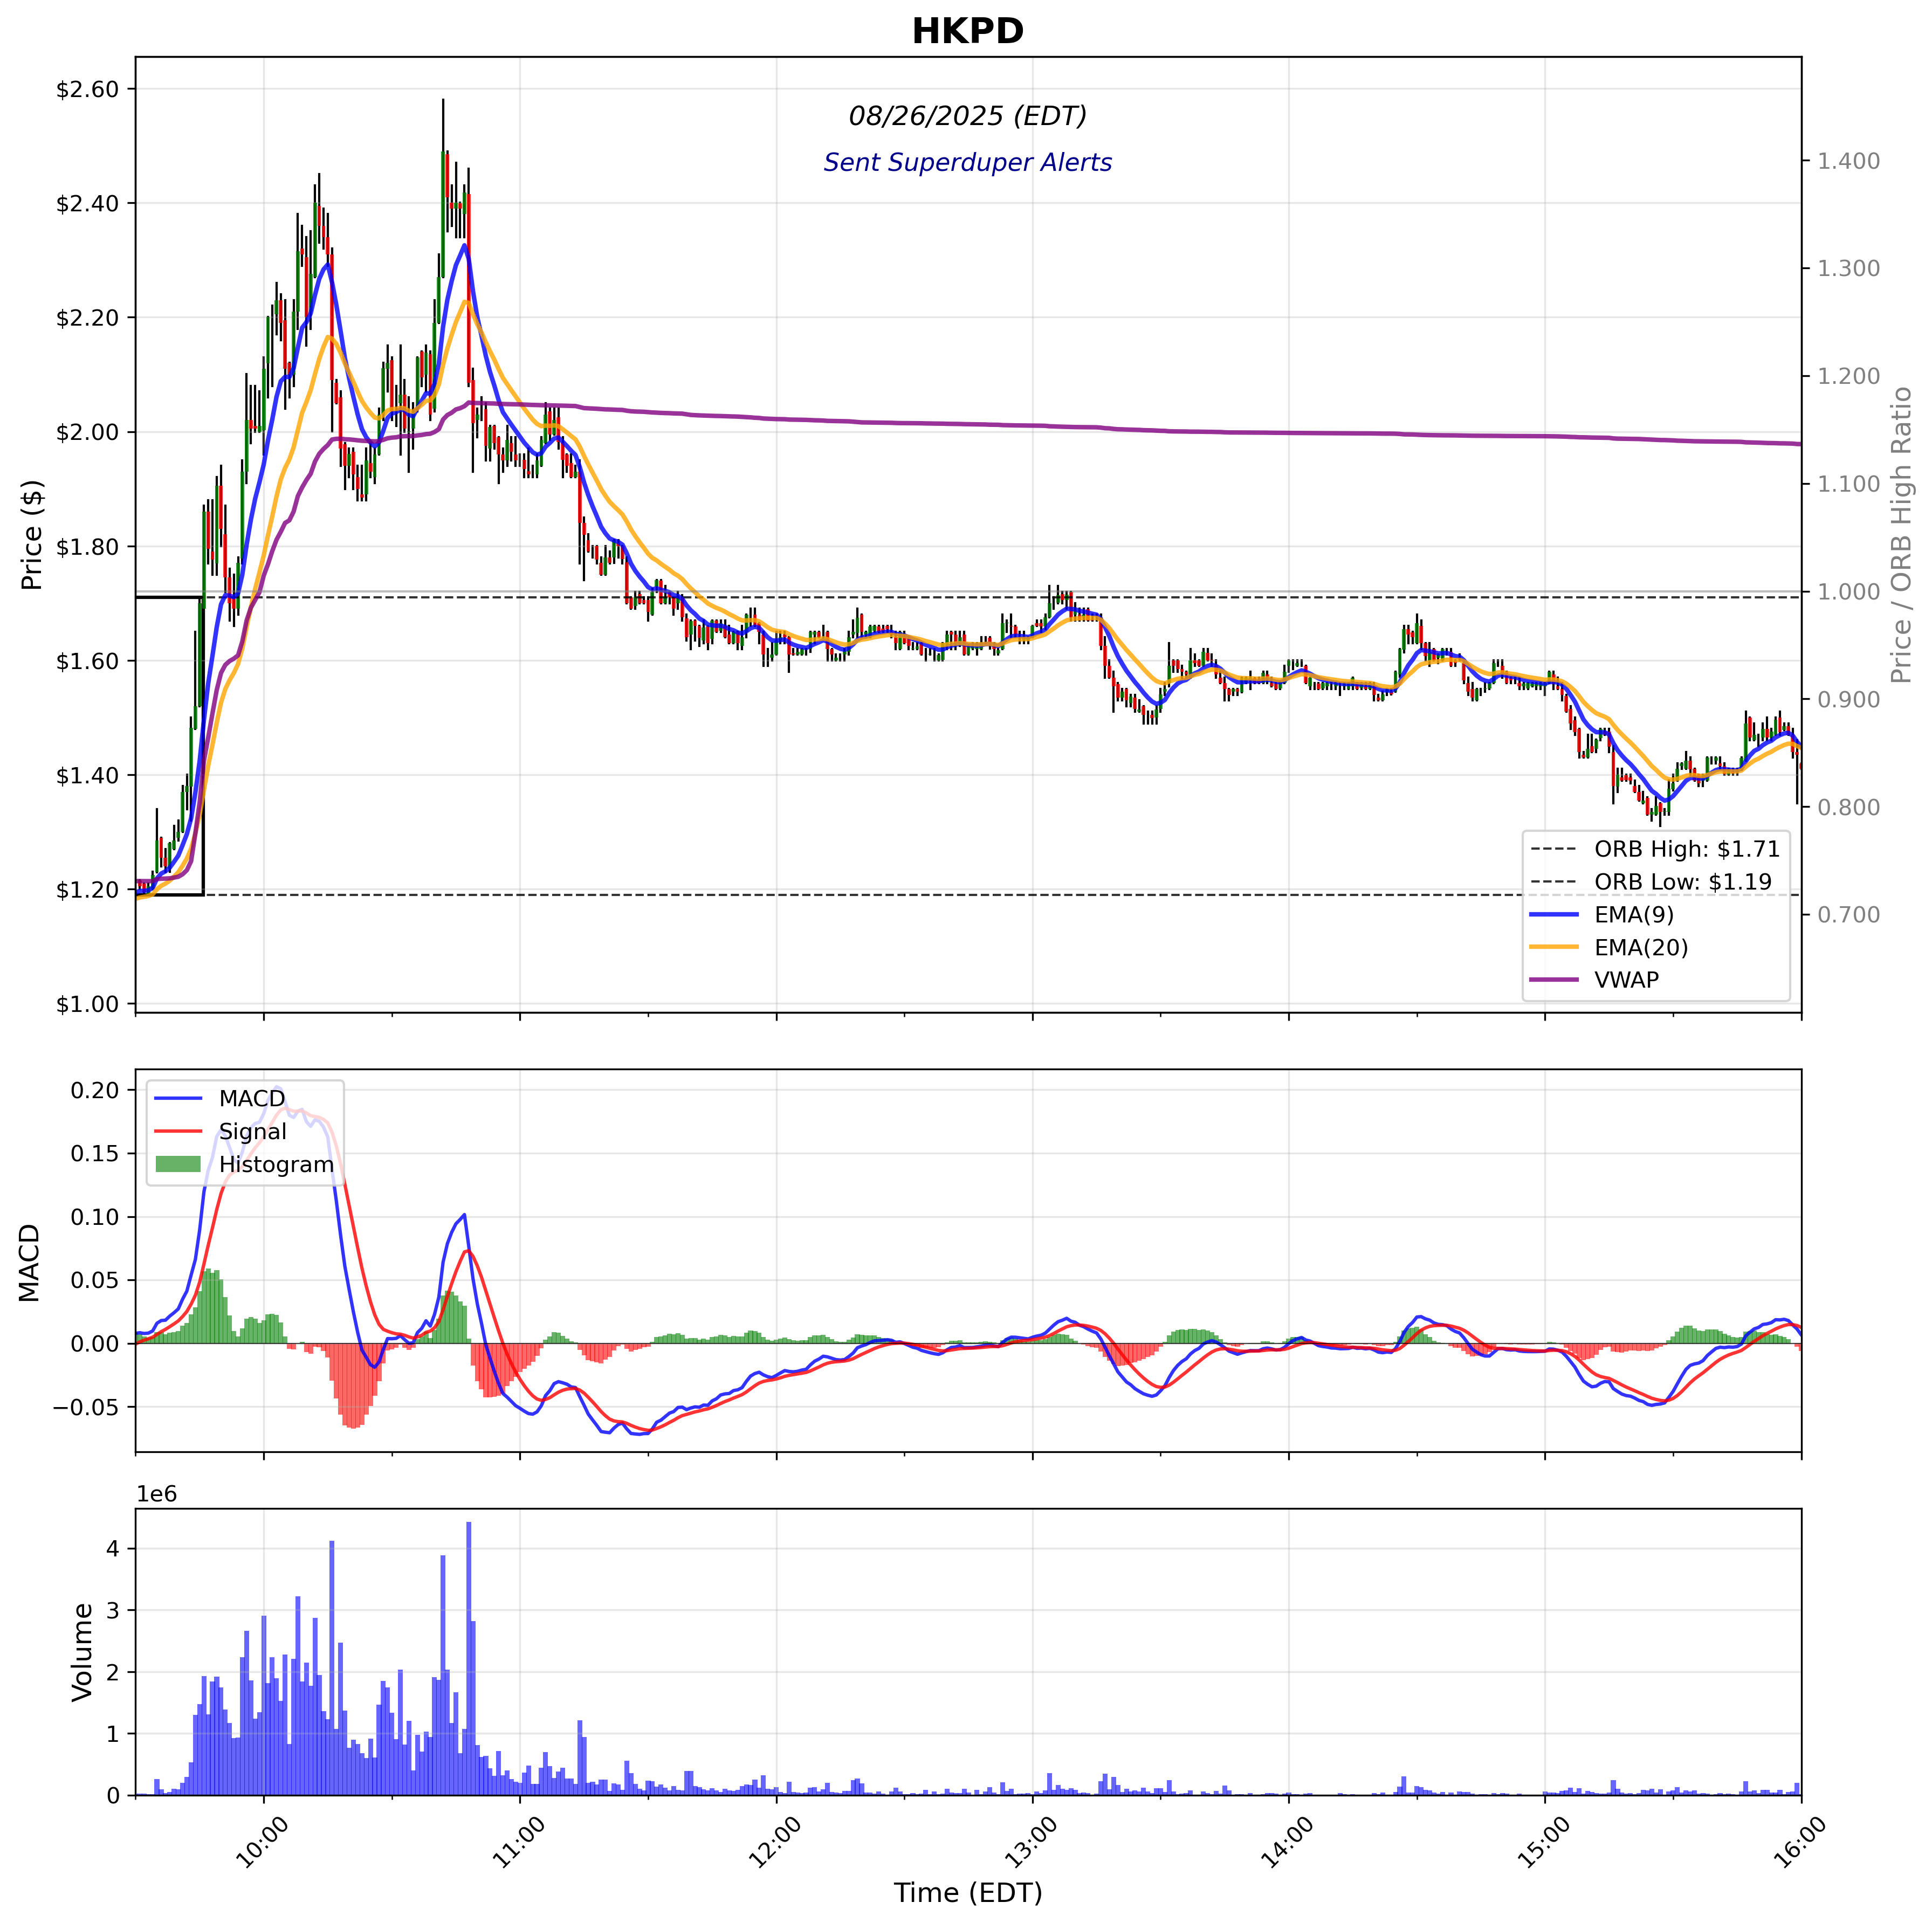 HKPD
08/26/2025 (EDT)
Sent Superduper Alerts
Price ($)
$2.60
$2.40
$2.20
$2.00
$1.80
$1.60
$1.40
$1.20
$1.00
1.400
1.300
1.200
1.100
1.000
0.900
0.800
0.700
Price / ORB High Ratio
ORB High: $1.71
ORB Low: $1.19
EMA(9)
EMA(20)
VWAP
MACD
0.20
0.15
0.10
0.05
0.00
−0.05
MACD
Signal
Histogram
1e6
Volume
4
3
2
1
0
10:00
11:00
12:00
13:00
14:00
15:00
16:00
Time (EDT)